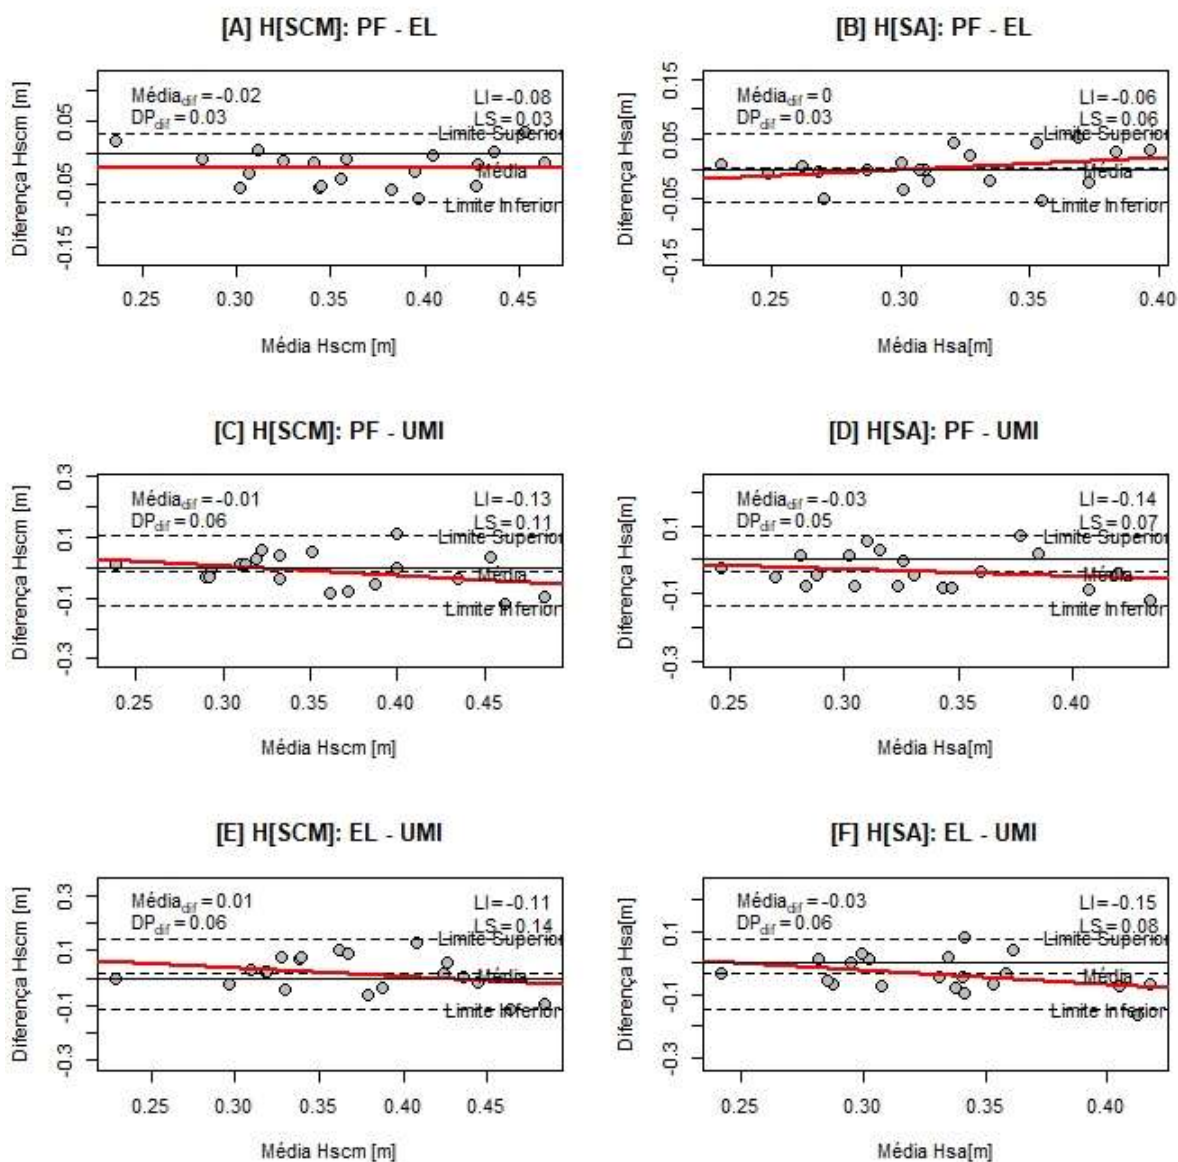 [A] H[SCM]: PF - EL
Diferença Hscm [m]
0.05
-0.05
-0.15
Média_dif = -0.02
DP_dif = 0.03
LI = -0.08
LS = 0.03
Limite Superior
Média
Limite Inferior
0.25 0.30 0.35 0.40 0.45
Média Hscm [m]
[B] H[SA]: PF - EL
Diferença Hsa[m]
0.15
0.05
-0.05
-0.15
Média_dif = 0
DP_dif = 0.03
LI = -0.06
LS = 0.06
Limite Superior
Média
Limite Inferior
0.25 0.30 0.35 0.40
Média Hsa[m]
[C] H[SCM]: PF - UMI
Diferença Hscm [m]
0.3
0.1
-0.1
-0.3
Média_dif = -0.01
DP_dif = 0.06
LI = -0.13
LS = 0.11
Limite Superior
Média
Limite Inferior
0.25 0.30 0.35 0.40 0.45
Média Hscm [m]
[D] H[SA]: PF - UMI
Diferença Hsa[m]
0.1
-0.1
-0.3
Média_dif = -0.03
DP_dif = 0.05
LI = -0.14
LS = 0.07
Limite Superior
Média
Limite Inferior
0.25 0.30 0.35 0.40
Média Hsa[m]
[E] H[SCM]: EL - UMI
Diferença Hscm [m]
0.3
0.1
-0.1
-0.3
Média_dif = 0.01
DP_dif = 0.06
LI = -0.11
LS = 0.14
Limite Superior
Média
Limite Inferior
0.25 0.30 0.35 0.40 0.45
Média Hscm [m]
[F] H[SA]: EL - UMI
Diferença Hsa[m]
0.1
-0.1
-0.3
Média_dif = -0.03
DP_dif = 0.06
LI = -0.15
LS = 0.08
Limite Superior
Média
Limite Inferior
0.25 0.30 0.35 0.40
Média Hsa[m]